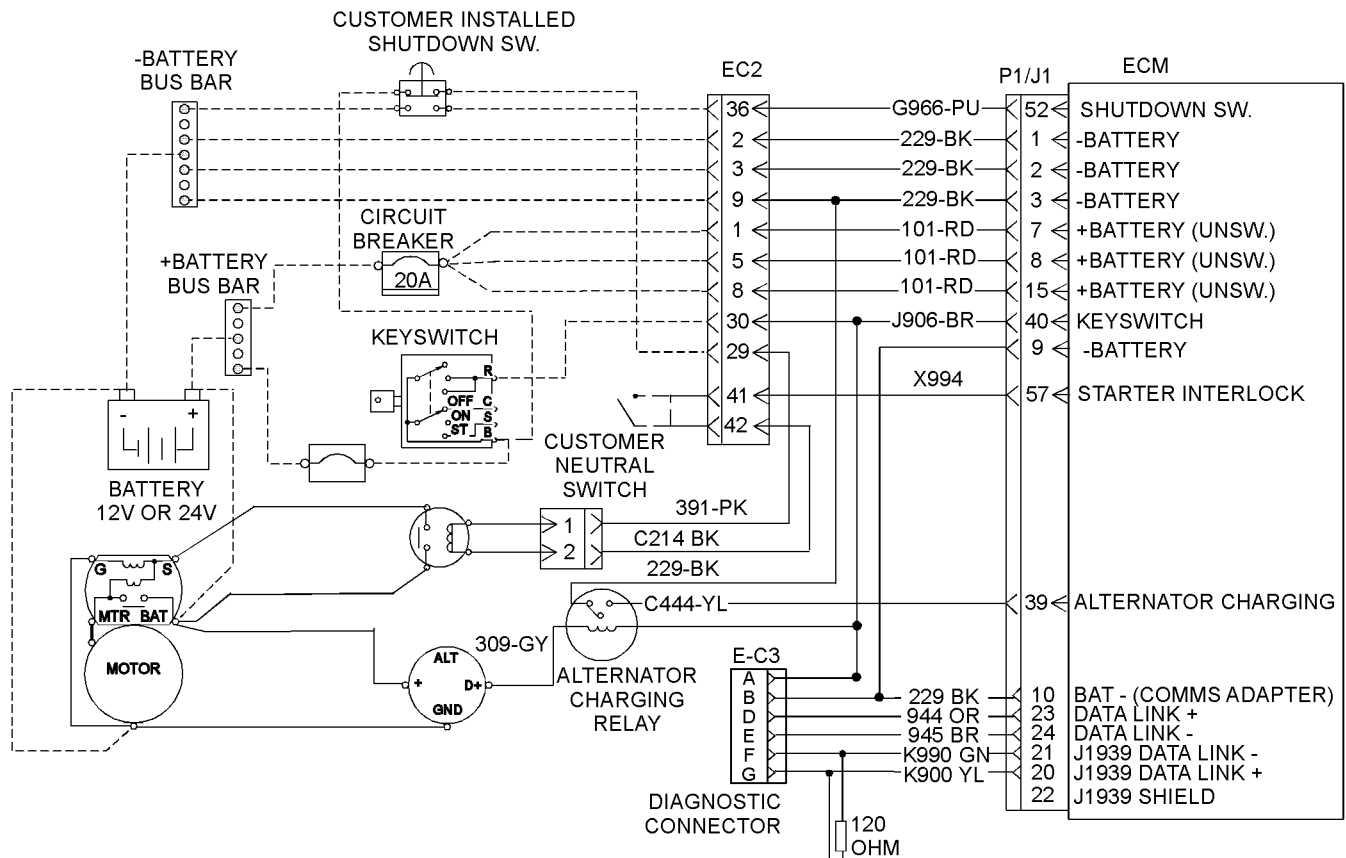 CUSTOMER INSTALLED
SHUTDOWN SW.
-BATTERY
BUS BAR
EC2
P1/J1
ECM
36
G966-PU
52
SHUTDOWN SW.
2
229-BK
1
-BATTERY
3
229-BK
2
-BATTERY
9
229-BK
3
-BATTERY
CIRCUIT
BREAKER
20A
1
101-RD
7
+BATTERY (UNSW.)
5
101-RD
8
+BATTERY (UNSW.)
8
101-RD
15
+BATTERY (UNSW.)
+BATTERY
BUS BAR
30
J906-BR
40
KEYSWITCH
29
9
-BATTERY
KEYSWITCH
R
OFF C
ON S
ST B
X994
41
57
STARTER INTERLOCK
42
- +
BATTERY
12V OR 24V
CUSTOMER
NEUTRAL
SWITCH
391-PK
1
C214 BK
2
229-BK
G S
MTR BAT
MOTOR
C444-YL
39
ALTERNATOR CHARGING
309-GY
ALT
+ D+
GND
ALTERNATOR
CHARGING
RELAY
E-C3
A
B
229 BK
10
BAT - (COMMS ADAPTER)
D
944 OR
23
DATA LINK +
E
945 BR
24
DATA LINK -
F
K990 GN
21
J1939 DATA LINK -
G
K900 YL
20
J1939 DATA LINK +
22
J1939 SHIELD
DIAGNOSTIC
CONNECTOR
120
OHM